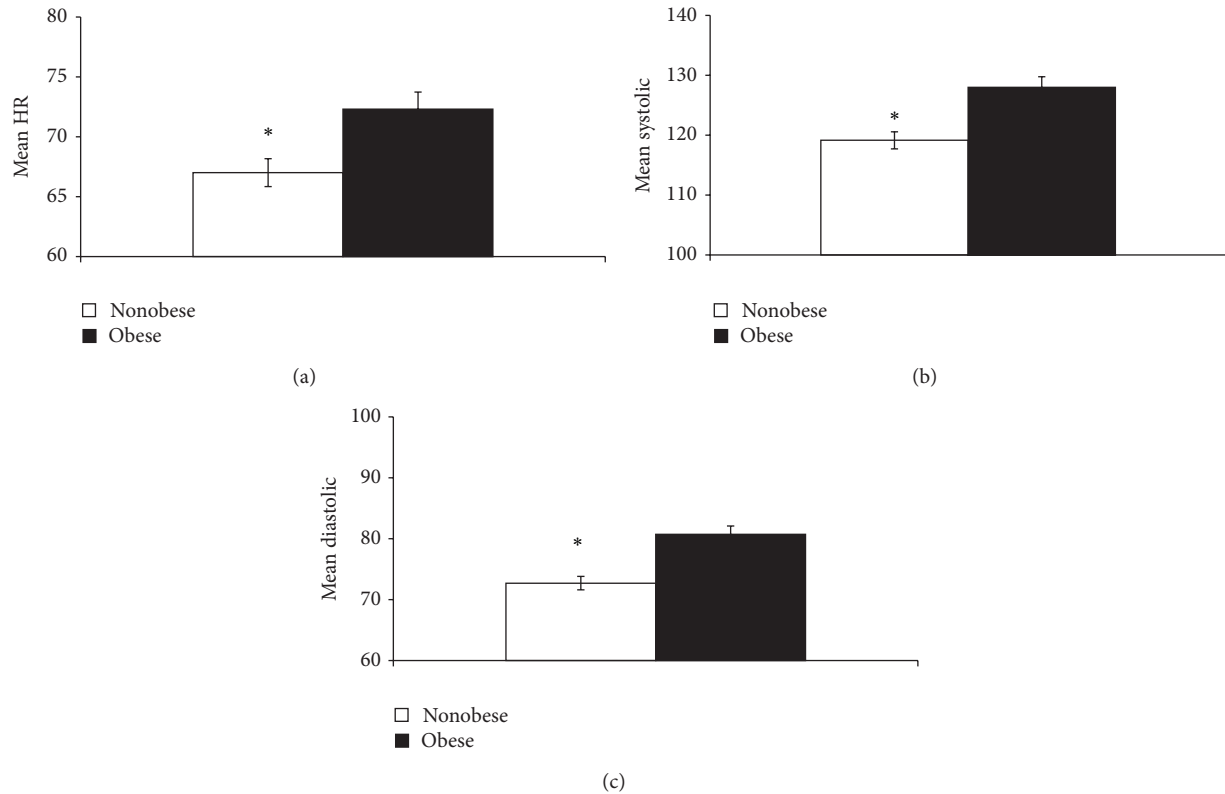 80
75
70
65
60
Mean HR
*
Nonobese
Obese
(a)
140
130
120
110
100
Mean systolic
*
Nonobese
Obese
(b)
100
90
80
70
60
Mean diastolic
*
Nonobese
Obese
(c)